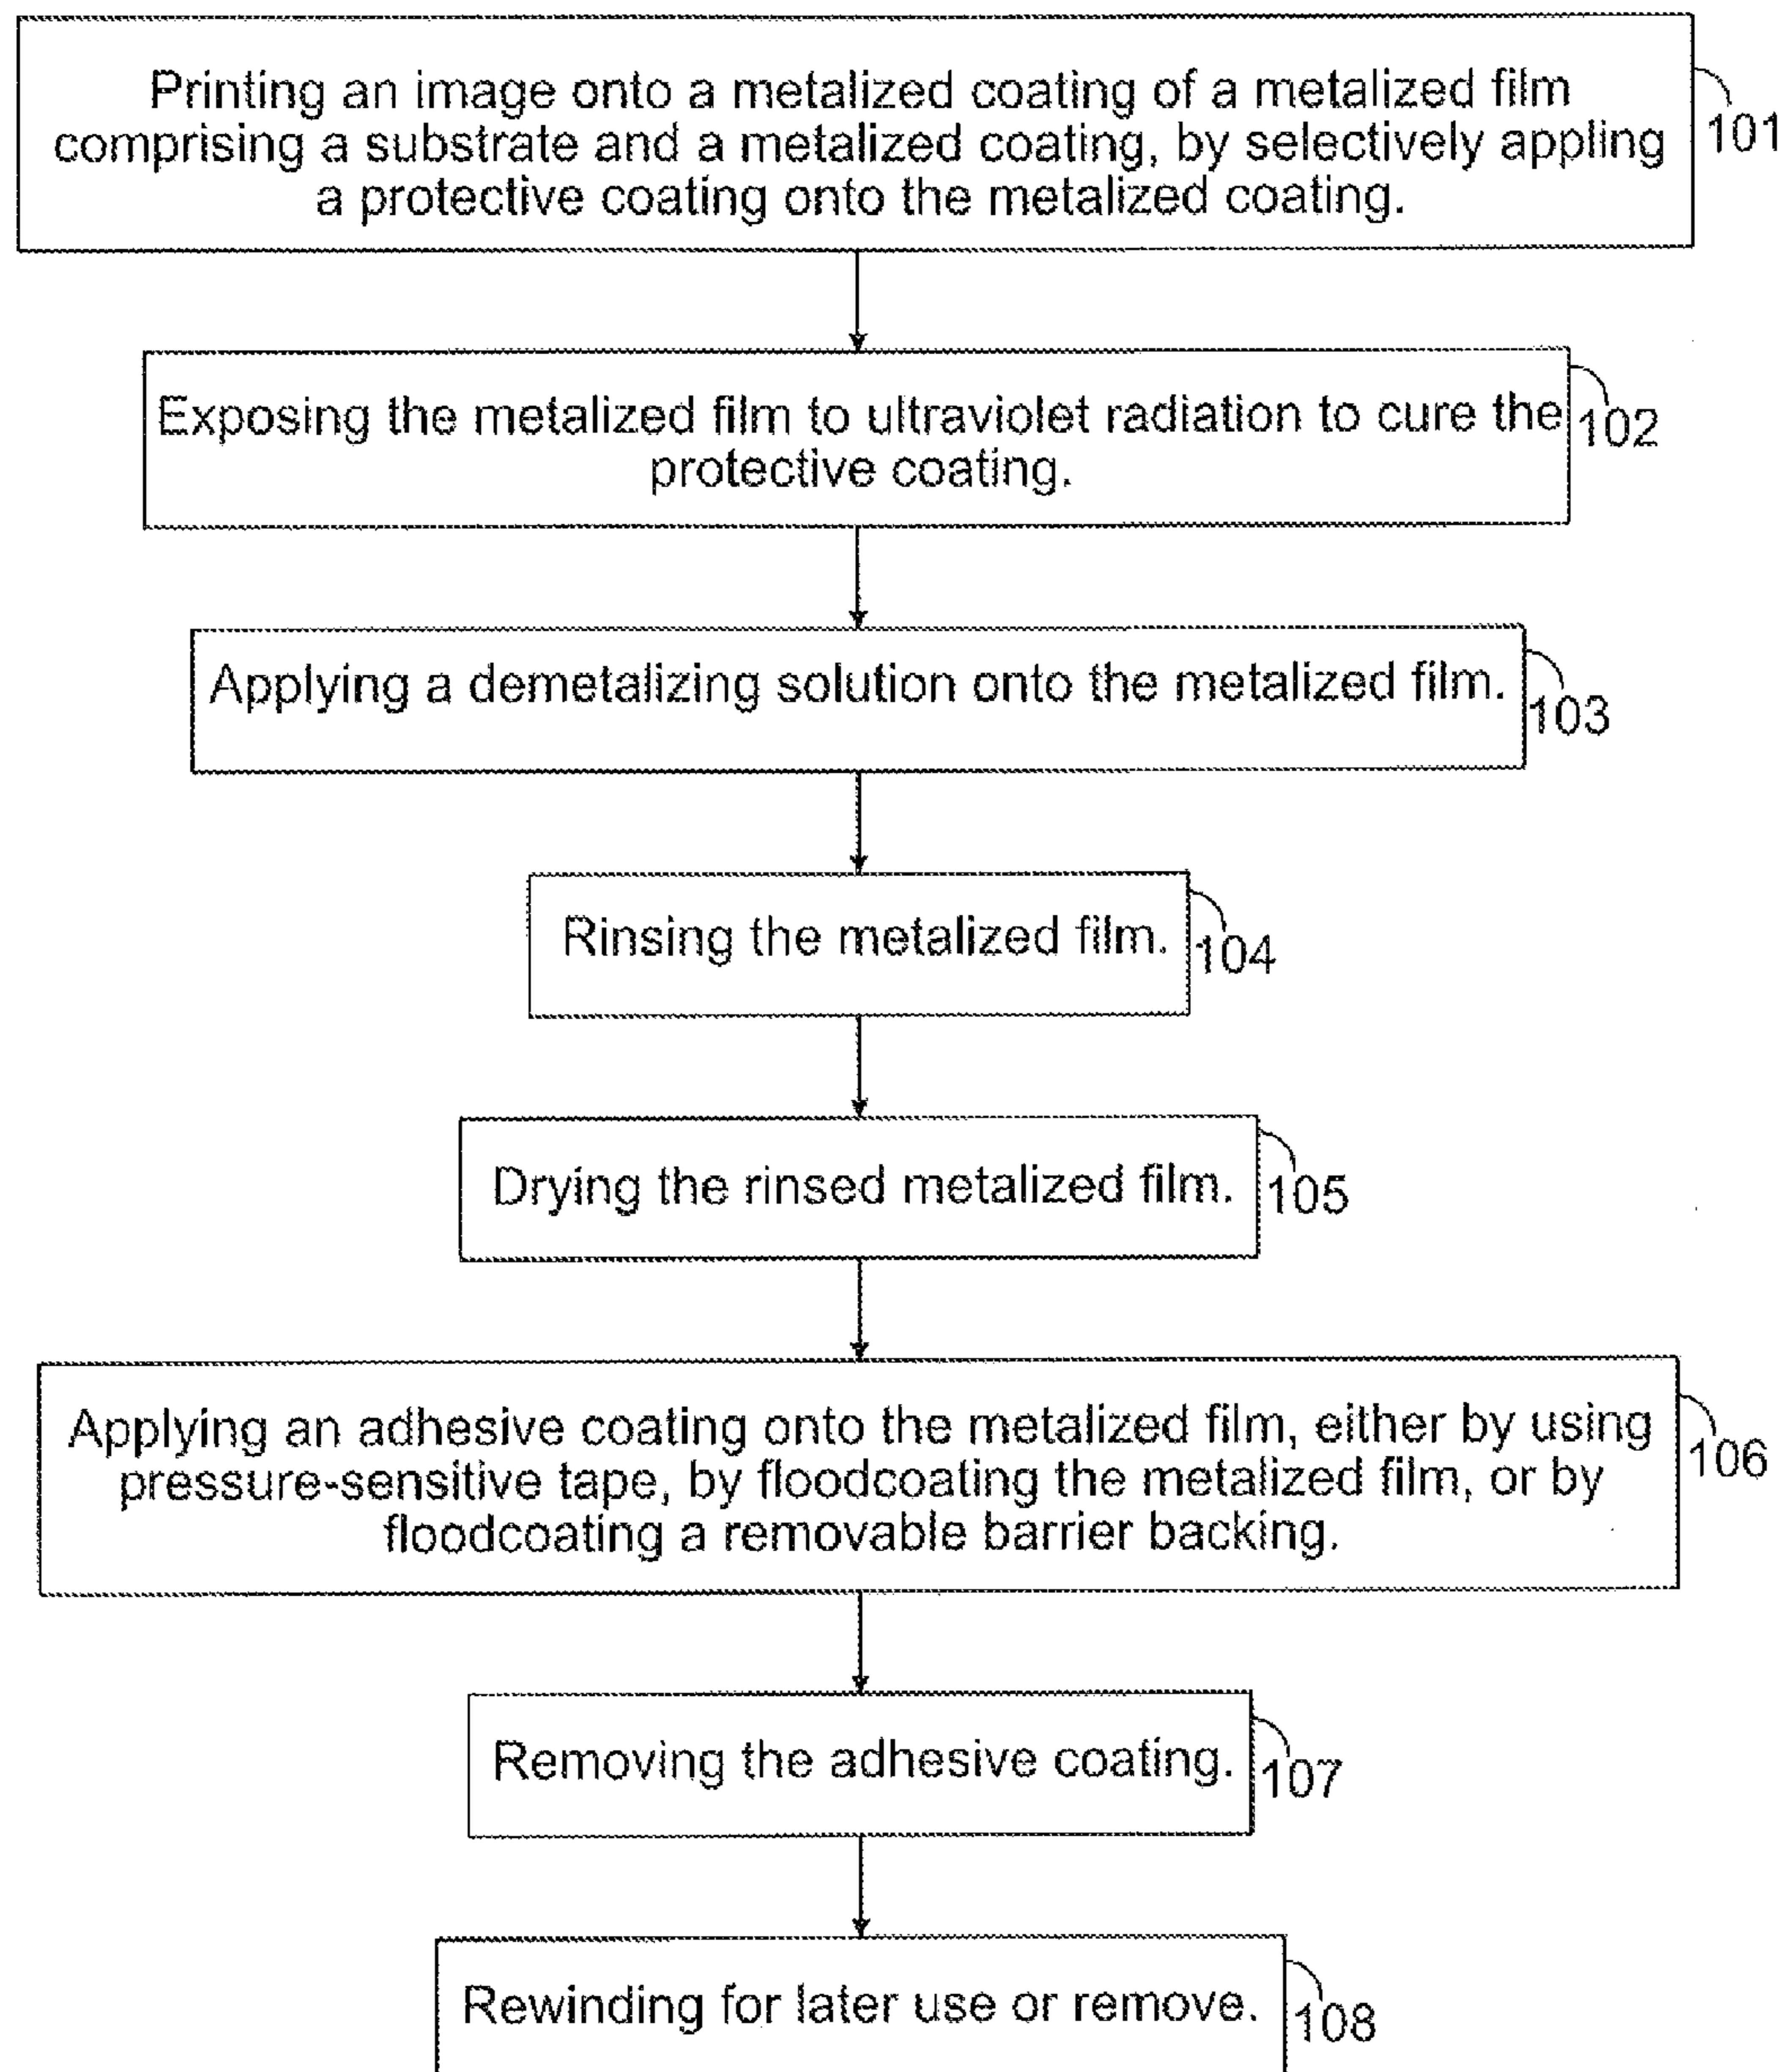 Printing an image onto a metalized coating of a metalized film
comprising a substrate and a metalized coating, by selectively appling
a protective coating onto the metalized coating.
101
Exposing the metalized film to ultraviolet radiation to cure the
protective coating.
102
Applying a demetalizing solution onto the metalized film.
103
Rinsing the metalized film.
104
Drying the rinsed metalized film.
105
Applying an adhesive coating onto the metalized film, either by using
pressure-sensitive tape, by floodcoating the metalized film, or by
floodcoating a removable barrier backing.
106
Removing the adhesive coating.
107
Rewinding for later use or remove.
108